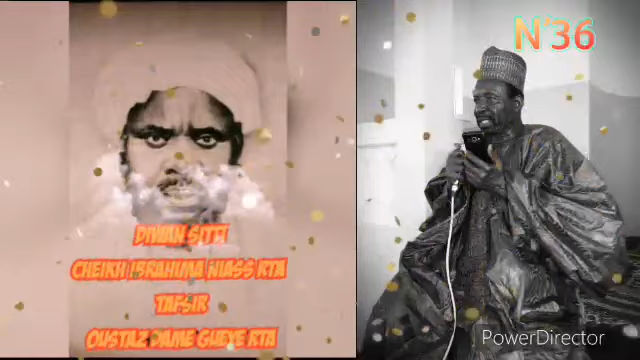 N°36
DIWAN SITTI
CHEIKH IBRAHIMA NIASS RTA
TAFSIR
OUSTAZ DAME GUEYE RTA
PowerDirector